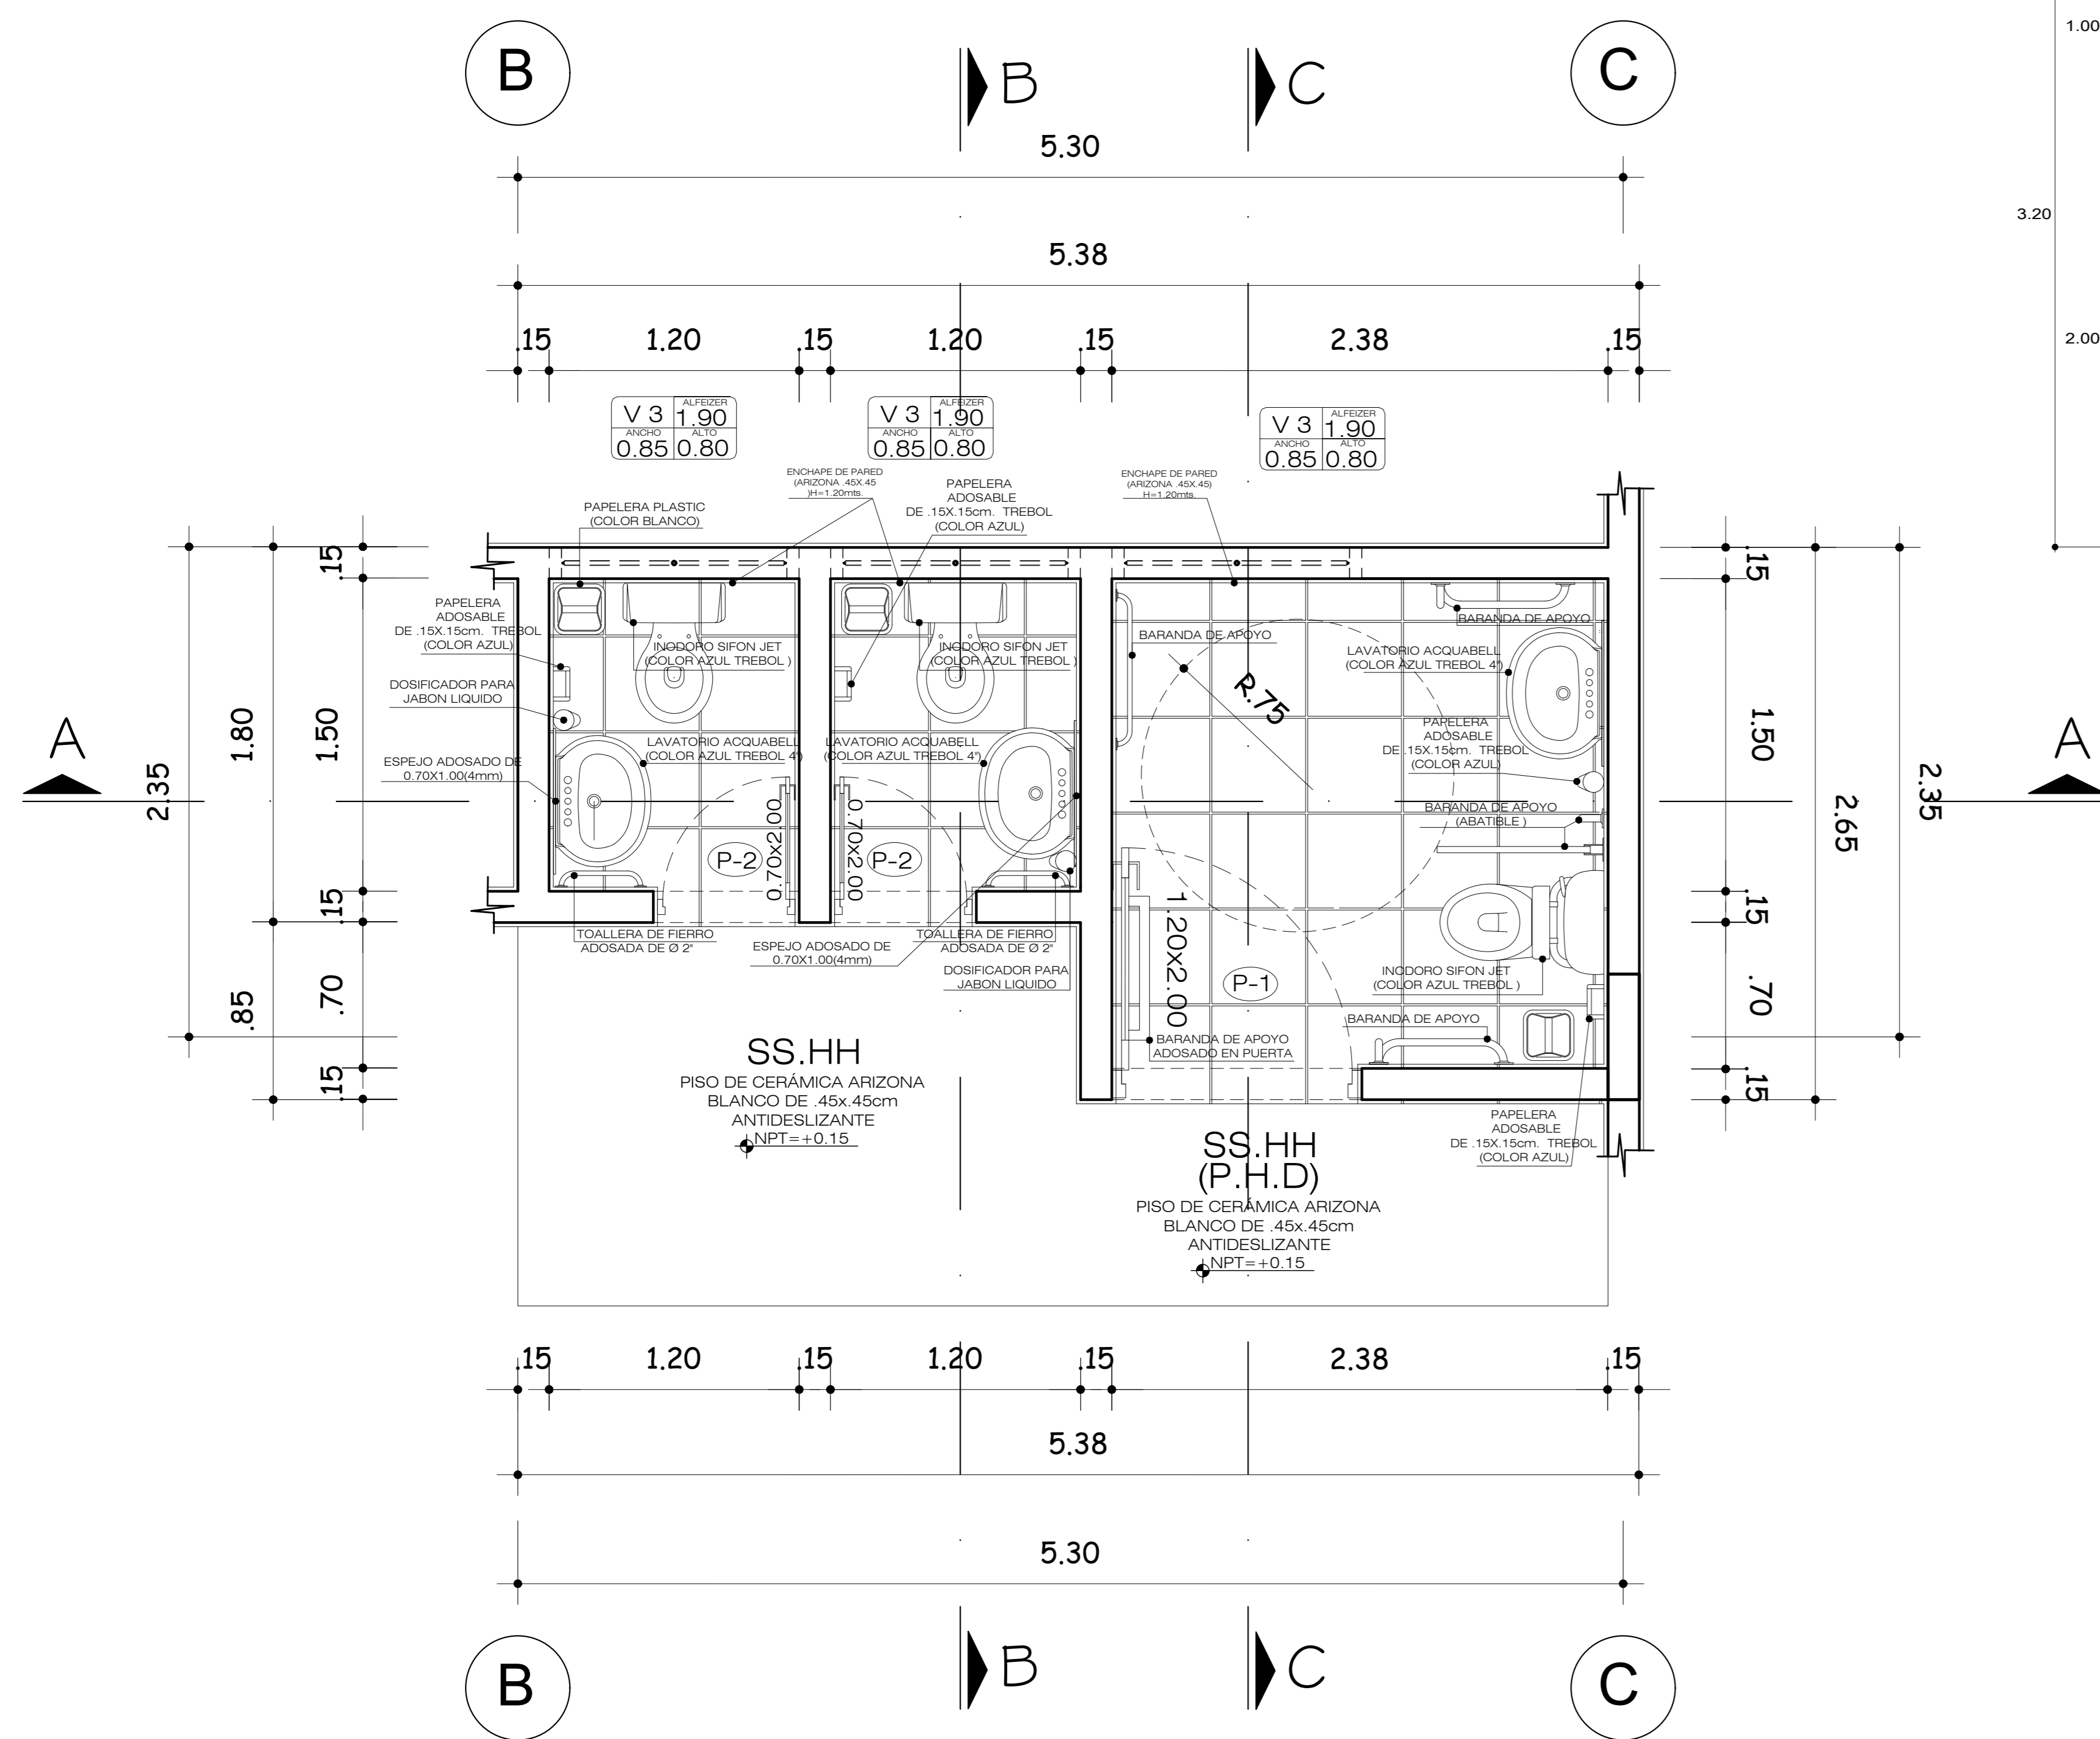 B
B
C
C
1.00
5.30
3.20
5.38
2.00
.15
1.20
.15
1.20
.15
2.38
.15
V 3
ALFEIZER
1.90
ANCHO
0.85
ALTO
0.80
V 3
ALFEIZER
1.90
ANCHO
0.85
ALTO
0.80
V 3
ALFEIZER
1.90
ANCHO
0.85
ALTO
0.80
PAPELERA PLASTIC
(COLOR BLANCO)
ENCHAPE DE PARED
(ARIZONA .45X.45
)H=1.20mts.
PAPELERA
ADOSABLE
DE .15X.15cm. TREBOL
(COLOR AZUL)
ENCHAPE DE PARED
(ARIZONA .45X.45)
H=1.20mts.
.15
1.50
1.80
2.35
.15
.70
.85
.15
A
PAPELERA
ADOSABLE
DE .15X.15cm. TREBOL
(COLOR AZUL)
DOSIFICADOR PARA
JABON LIQUIDO
ESPEJO ADOSADO DE
0.70X1.00(4mm)
INODORO SIFON JET
(COLOR AZUL TREBOL )
INODORO SIFON JET
(COLOR AZUL TREBOL )
LAVATORIO ACQUABELL
(COLOR AZUL TREBOL 4")
LAVATORIO ACQUABELL
(COLOR AZUL TREBOL 4")
0.70x2.00
P-2
0.70x2.00
P-2
TOALLERA DE FIERRO
ADOSADA DE Ø 2"
ESPEJO ADOSADO DE
0.70X1.00(4mm)
TOALLERA DE FIERRO
ADOSADA DE Ø 2"
DOSIFICADOR PARA
JABON LIQUIDO
BARANDA DE APOYO
BARANDA DE APOYO
R.75
LAVATORIO ACQUABELL
(COLOR AZUL TREBOL 4")
PAPELERA
ADOSABLE
DE .15X.15cm. TREBOL
(COLOR AZUL)
BARANDA DE APOYO
(ABATIBLE )
1.20x2.00
P-1
INODORO SIFON JET
(COLOR AZUL TREBOL )
BARANDA DE APOYO
BARANDA DE APOYO
ADOSADO EN PUERTA
PAPELERA
ADOSABLE
DE .15X.15cm. TREBOL
(COLOR AZUL)
.15
1.50
.15
.70
.15
2.65
2.35
A
SS.HH
PISO DE CERÁMICA ARIZONA
BLANCO DE .45x.45cm
ANTIDESLIZANTE
NPT=+0.15
SS.HH
(P.H.D)
PISO DE CERÁMICA ARIZONA
BLANCO DE .45x.45cm
ANTIDESLIZANTE
NPT=+0.15
.15
1.20
.15
1.20
.15
2.38
.15
5.38
5.30
B
B
C
C